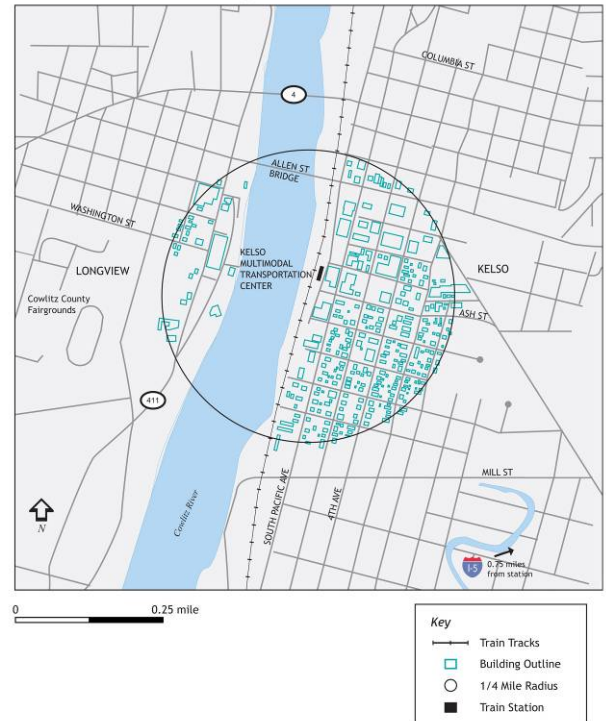 COLUMBIA ST
4
ALLEN ST
BRIDGE
WASHINGTON ST
KELSO
MULTIMODAL
TRANSPORTATION
CENTER
LONGVIEW
KELSO
Cowlitz County
Fairgrounds
ASH ST
411
MILL ST
Cowlitz River
SOUTH PACIFIC AVE
4TH AVE
N
I-5
0.75 miles
from station
0 0.25 mile
Key
Train Tracks
Building Outline
1/4 Mile Radius
Train Station